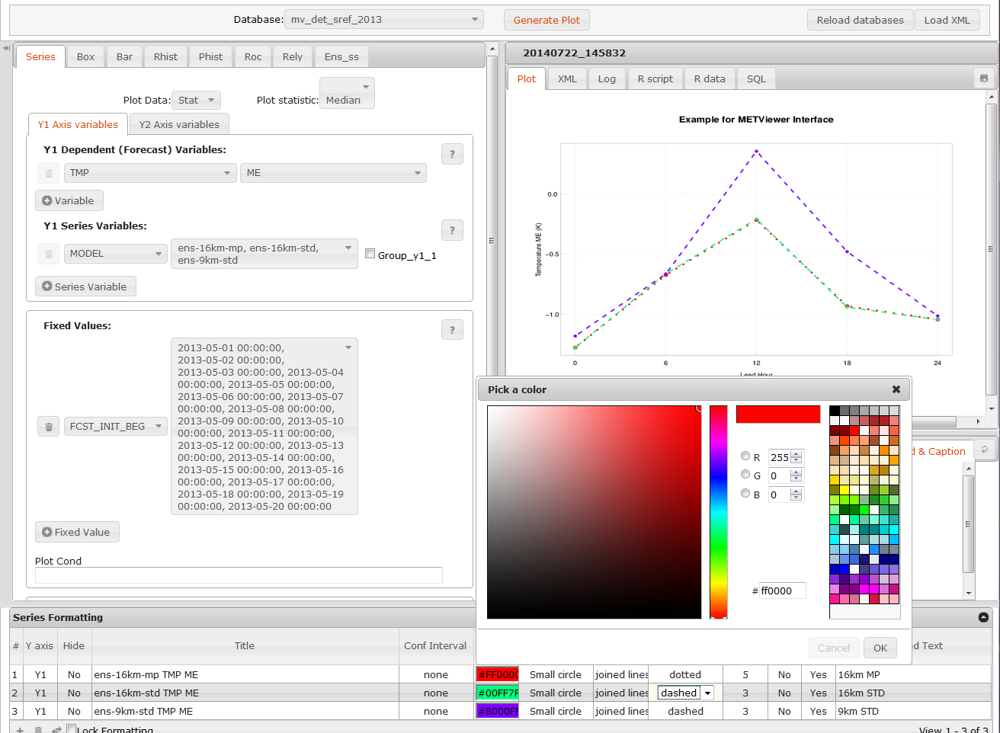 Database: mv_det_sref_2013 Generate Plot Reload databases Load XML
Series Box Bar Rhist Phist Roc Rely Ens_ss
Plot Data: Stat Plot statistic: Median
Y1 Axis variables Y2 Axis variables
Y1 Dependent (Forecast) Variables: ?
TMP ME
Variable
Y1 Series Variables: ?
MODEL ens-16km-mp, ens-16km-std, ens-9km-std Group_y1_1
Series Variable
Fixed Values: ?
2013-05-01 00:00:00,
2013-05-02 00:00:00,
2013-05-03 00:00:00, 2013-05-04
00:00:00, 2013-05-05 00:00:00,
2013-05-06 00:00:00, 2013-05-07
00:00:00, 2013-05-08 00:00:00,
2013-05-09 00:00:00, 2013-05-10
00:00:00, 2013-05-11 00:00:00,
FCST_INIT_BEG
2013-05-12 00:00:00, 2013-05-13
00:00:00, 2013-05-14 00:00:00,
2013-05-15 00:00:00, 2013-05-16
00:00:00, 2013-05-17 00:00:00,
2013-05-18 00:00:00, 2013-05-19
00:00:00, 2013-05-20 00:00:00
Fixed Value
Plot Cond
20140722_145832
Plot XML Log R script R data SQL
Example for METViewer Interface
Temperature ME (K)
0.0
−0.5
−1.0
0 6 12 18 24
Lead Hour
d & Caption
Pick a color
R 255
G 0
B 0
# ff0000
Cancel OK
Series Formatting
# Y axis Hide Title Conf Interval d Text
1 Y1 No ens-16km-mp TMP ME none #FF000 Small circle joined lines dotted 5 No Yes 16km MP
2 Y1 No ens-16km-std TMP ME none #00FF7F Small circle joined lines dashed 3 No Yes 16km STD
3 Y1 No ens-9km-std TMP ME none #8000FF Small circle joined lines dashed 3 No Yes 9km STD
Lock Formatting View 1 - 3 of 3